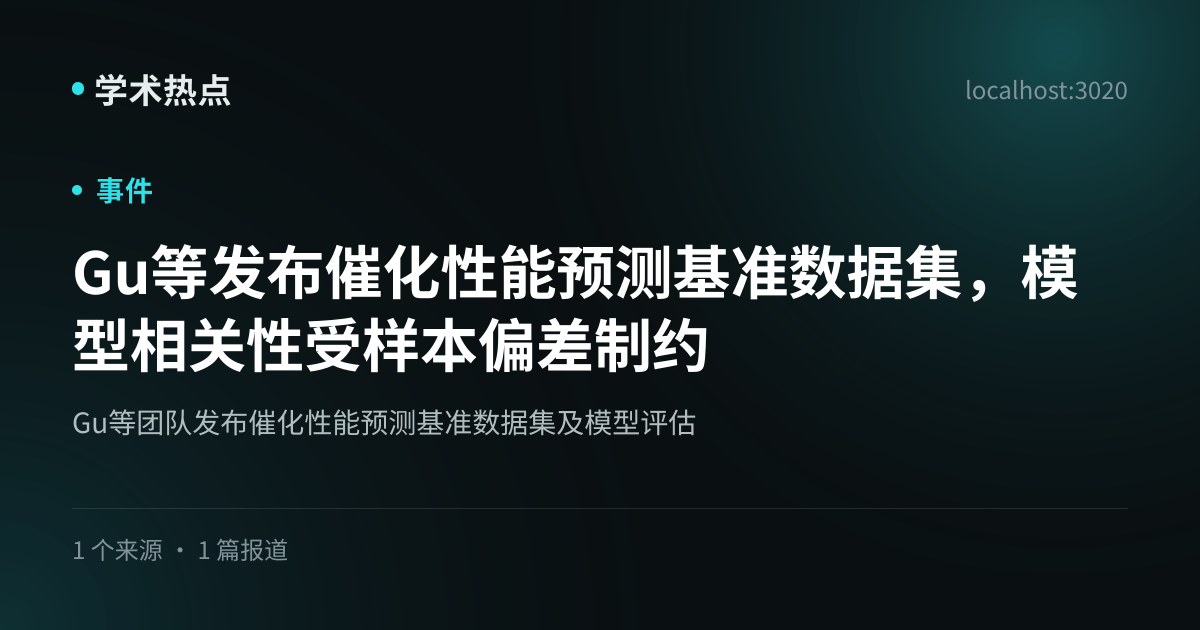 学术热点
localhost:3020
事件
Gu等发布催化性能预测基准数据集，模
型相关性受样本偏差制约
Gu等团队发布催化性能预测基准数据集及模型评估
1 个来源 · 1 篇报道